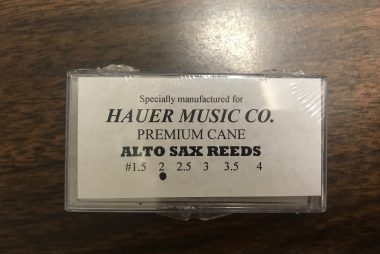 Specially manufactured for
HAUER MUSIC CO.
PREMIUM CANE
ALTO SAX REEDS
#1.5 2 2.5 3 3.5 4